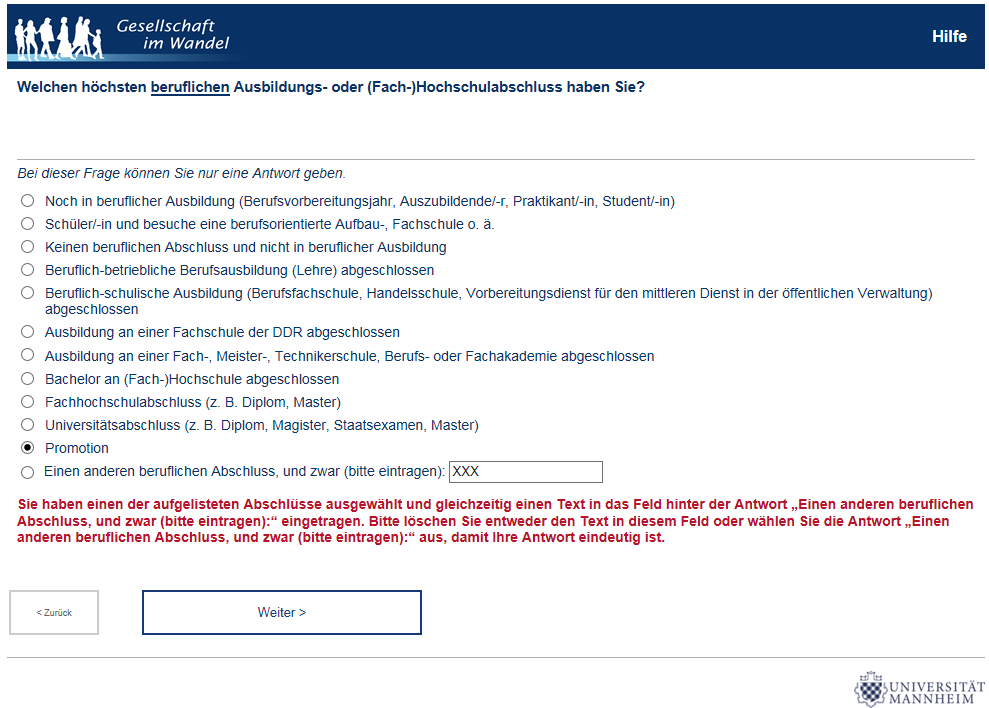 Gesellschaft
im Wandel
Hilfe
Welchen höchsten beruflichen Ausbildungs- oder (Fach-)Hochschulabschluss haben Sie?
Bei dieser Frage können Sie nur eine Antwort geben.
Noch in beruflicher Ausbildung (Berufsvorbereitungsjahr, Auszubildende/-r, Praktikant/-in, Student/-in)
Schüler/-in und besuche eine berufsorientierte Aufbau-, Fachschule o. ä.
Keinen beruflichen Abschluss und nicht in beruflicher Ausbildung
Beruflich-betriebliche Berufsausbildung (Lehre) abgeschlossen
Beruflich-schulische Ausbildung (Berufsfachschule, Handelsschule, Vorbereitungsdienst für den mittleren Dienst in der öffentlichen Verwaltung)
abgeschlossen
Ausbildung an einer Fachschule der DDR abgeschlossen
Ausbildung an einer Fach-, Meister-, Technikerschule, Berufs- oder Fachakademie abgeschlossen
Bachelor an (Fach-)Hochschule abgeschlossen
Fachhochschulabschluss (z. B. Diplom, Master)
Universitätsabschluss (z. B. Diplom, Magister, Staatsexamen, Master)
Promotion
Einen anderen beruflichen Abschluss, und zwar (bitte eintragen): XXX
Sie haben einen der aufgelisteten Abschlüsse ausgewählt und gleichzeitig einen Text in das Feld hinter der Antwort „Einen anderen beruflichen
Abschluss, und zwar (bitte eintragen):“ eingetragen. Bitte löschen Sie entweder den Text in diesem Feld oder wählen Sie die Antwort „Einen
anderen beruflichen Abschluss, und zwar (bitte eintragen):“ aus, damit Ihre Antwort eindeutig ist.
< Zurück
Weiter >
UNIVERSITÄT
MANNHEIM